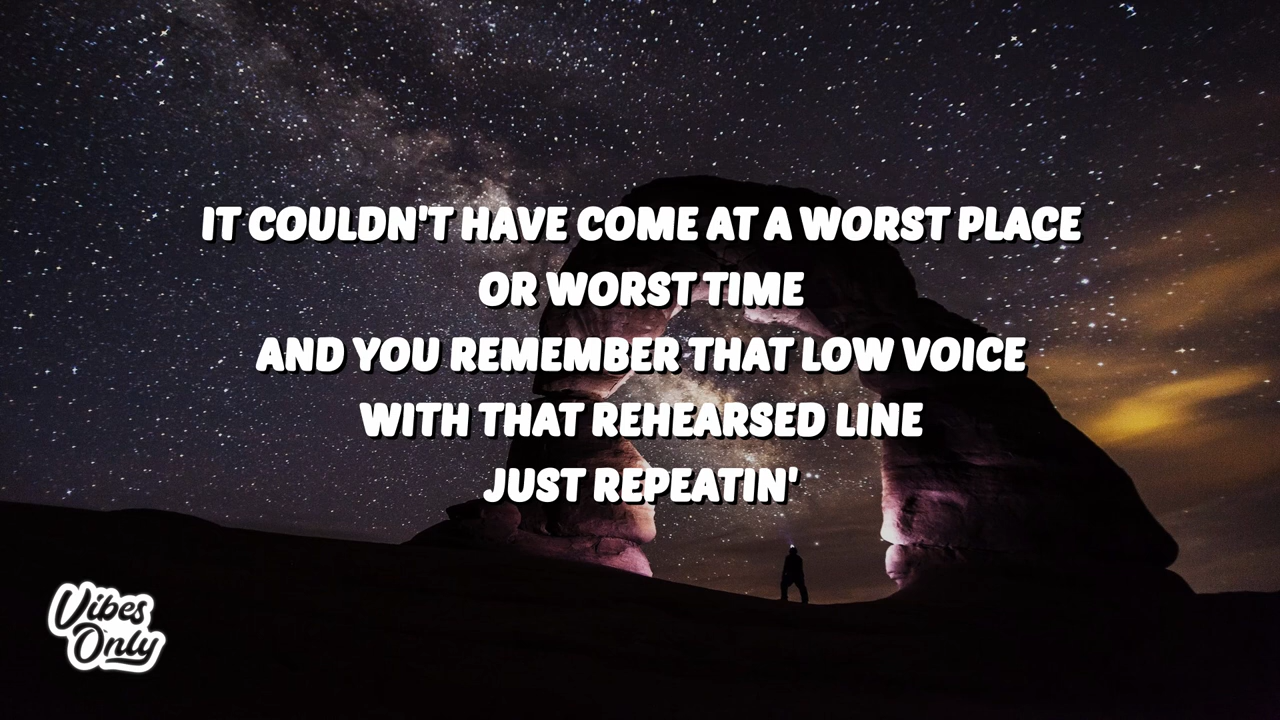 IT COULDN'T HAVE COME AT A WORST PLACE
OR WORST TIME
AND YOU REMEMBER THAT LOW VOICE
WITH THAT REHEARSED LINE
JUST REPEATIN'
Vibes
Only